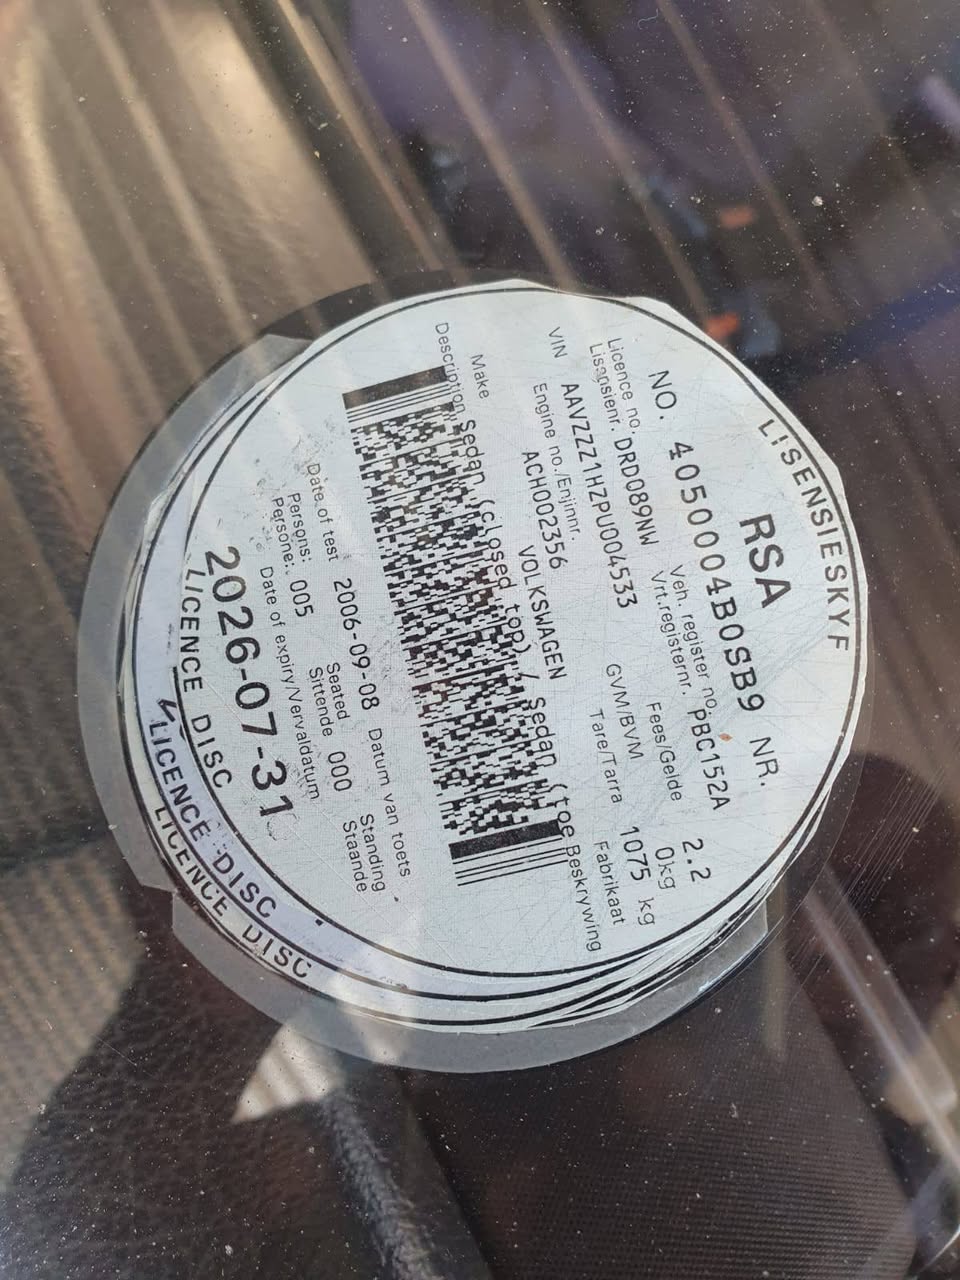 LISENSIESKYF
RSA
NO. 4050004B0SB9 NR.
Licence no. Veh. register no.
Lisensienr. DRD089NW Vrt.registernr. PBC152A
VIN AAVZZZ1HZPU004533 Fees/Gelde 2.2
Engine no./Enjinnr. GVM/BVM 0kg
ACH002356 Tare/Tarra 1075 kg
Make VOLKSWAGEN Fabrikaat
Description Sedan (closed top) / Sedan (toe Beskrywing
Date of test 2006-09-08 Datum van toets
Persons: 005 Seated 000 Standing
Persone: Sittende Staande
Date of expiry/Vervaldatum
2026-07-31
LICENCE DISC
LICENCE DISC
LICENCE DISC